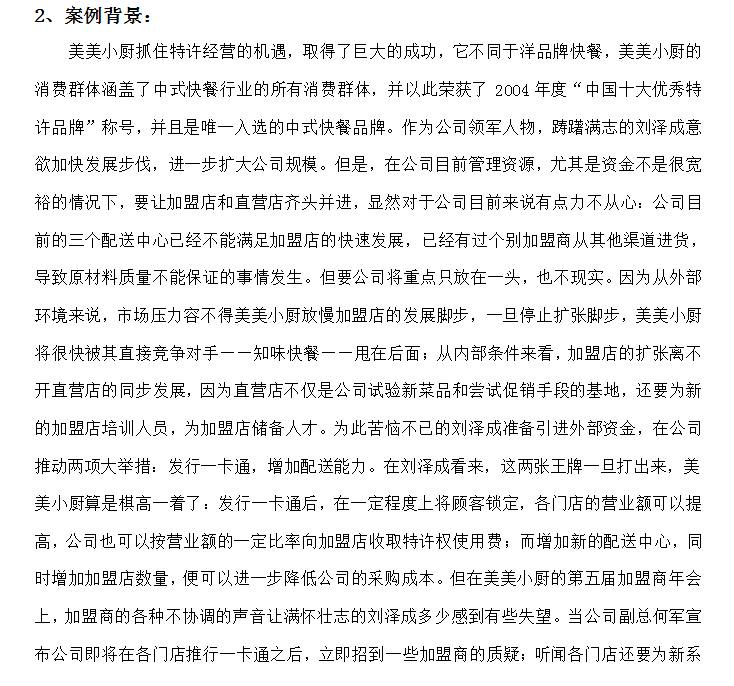 2、案例背景：
美美小厨抓住特许经营的机遇，取得了巨大的成功，它不同于洋品牌快餐，美美小厨的
消费群体涵盖了中式快餐行业的所有消费群体，并以此荣获了 2004 年度“中国十大优秀特
许品牌”称号，并且是唯一入选的中式快餐品牌。作为公司领军人物，踌躇满志的刘泽成意
欲加快发展步伐，进一步扩大公司规模。但是，在公司目前管理资源，尤其是资金不是很宽
裕的情况下，要让加盟店和直营店齐头并进，显然对于公司目前来说有点力不从心：公司目
前的三个配送中心已经不能满足加盟店的快速发展，已经有过个别加盟商从其他渠道进货，
导致原材料质量不能保证的事情发生。但要公司将重点只放在一头，也不现实。因为从外部
环境来说，市场压力容不得美美小厨放慢加盟店的发展脚步，一旦停止扩张脚步，美美小厨
将很快被其直接竞争对手——知味快餐——甩在后面；从内部条件来看，加盟店的扩张离不
开直营店的同步发展，因为直营店不仅是公司试验新菜品和尝试促销手段的基地，还要为新
的加盟店培训人员，为加盟店储备人才。为此苦恼不已的刘泽成准备引进外部资金，在公司
推动两项大举措：发行一卡通，增加配送能力。在刘泽成看来，这两张王牌一旦打出来，美
美小厨算是棋高一着了：发行一卡通后，在一定程度上将顾客锁定，各门店的营业额可以提
高，公司也可以按营业额的一定比率向加盟店收取特许权使用费；而增加新的配送中心，同
时增加加盟店数量，便可以进一步降低公司的采购成本。但在美美小厨的第五届加盟商年会
上，加盟商的各种不协调的声音让满怀壮志的刘泽成多少感到有些失望。当公司副总何军宣
布公司即将在各门店推行一卡通之后，立即招到一些加盟商的质疑；听闻各门店还要为新系